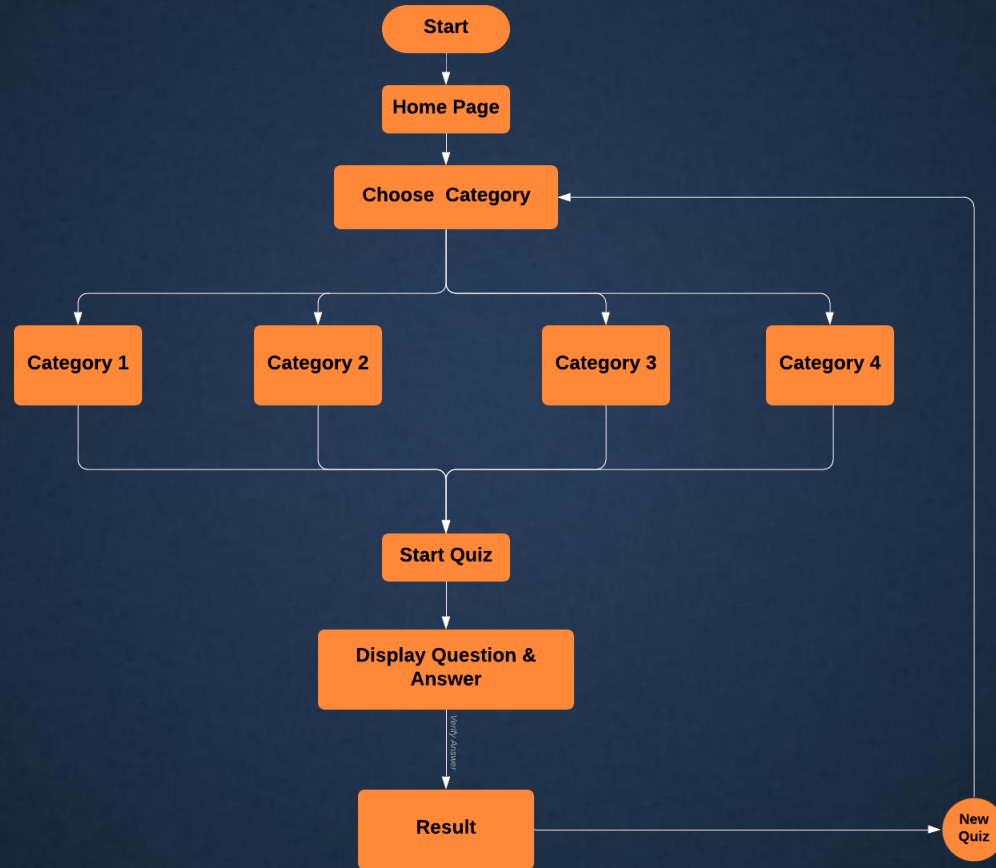 Start
Home Page
Choose Category
Category 1
Category 2
Category 3
Category 4
Start Quiz
Display Question &
Answer
Verify Answer
Result
New
Quiz